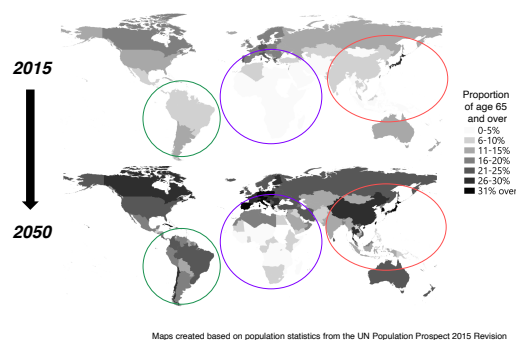 2015
2050
Proportion
of age 65
and over
0-5%
6-10%
11-15%
16-20%
21-25%
26-30%
31% over
Maps created based on population statistics from the UN Population Prospect 2015 Revision